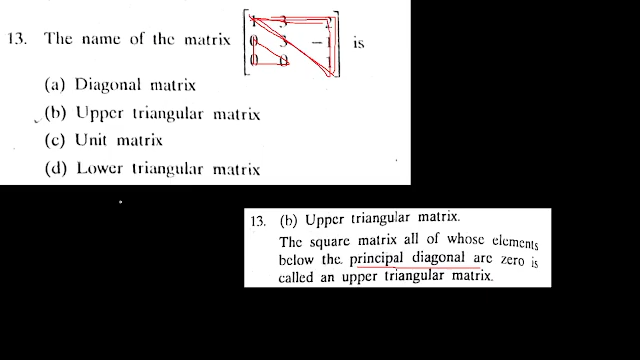 13. The name of the matrix [1 3 2
0 3 -1
0 0 1] is
(a) Diagonal matrix
(b) Upper triangular matrix
(c) Unit matrix
(d) Lower triangular matrix
13. (b) Upper triangular matrix.
The square matrix all of whose elements
below the. principal diagonal are zero is
called an upper triangular matrix.